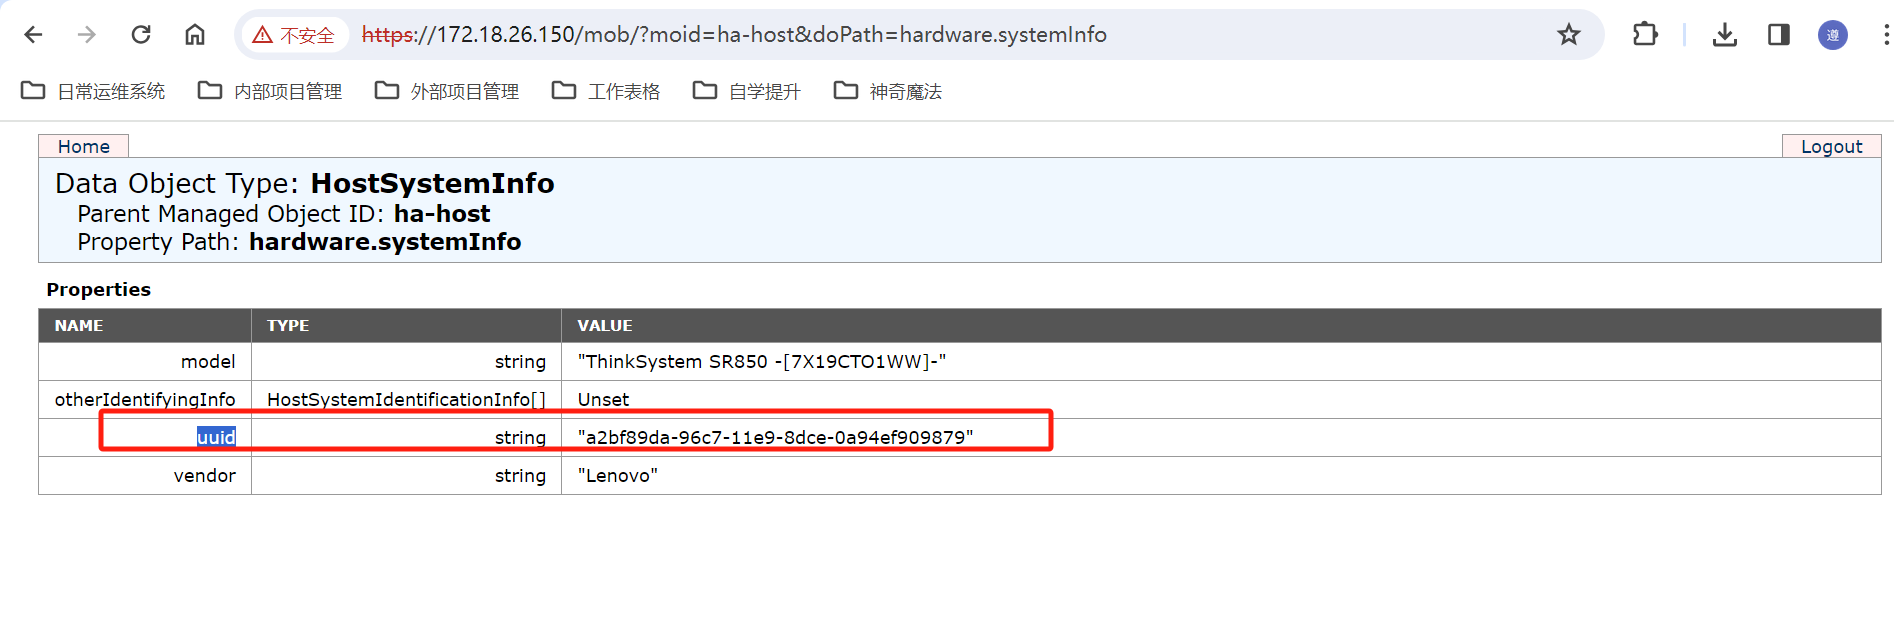 不安全 https://172.18.26.150/mob/?moid=ha-host&doPath=hardware.systemInfo 遵
日常运维系统 内部项目管理 外部项目管理 工作表格 自学提升 神奇魔法
Home Logout
Data Object Type: HostSystemInfo
Parent Managed Object ID: ha-host
Property Path: hardware.systemInfo
Properties
NAME TYPE VALUE
model string "ThinkSystem SR850 -[7X19CTO1WW]-"
otherIdentifyingInfo HostSystemIdentificationInfo[] Unset
uuid string "a2bf89da-96c7-11e9-8dce-0a94ef909879"
vendor string "Lenovo"